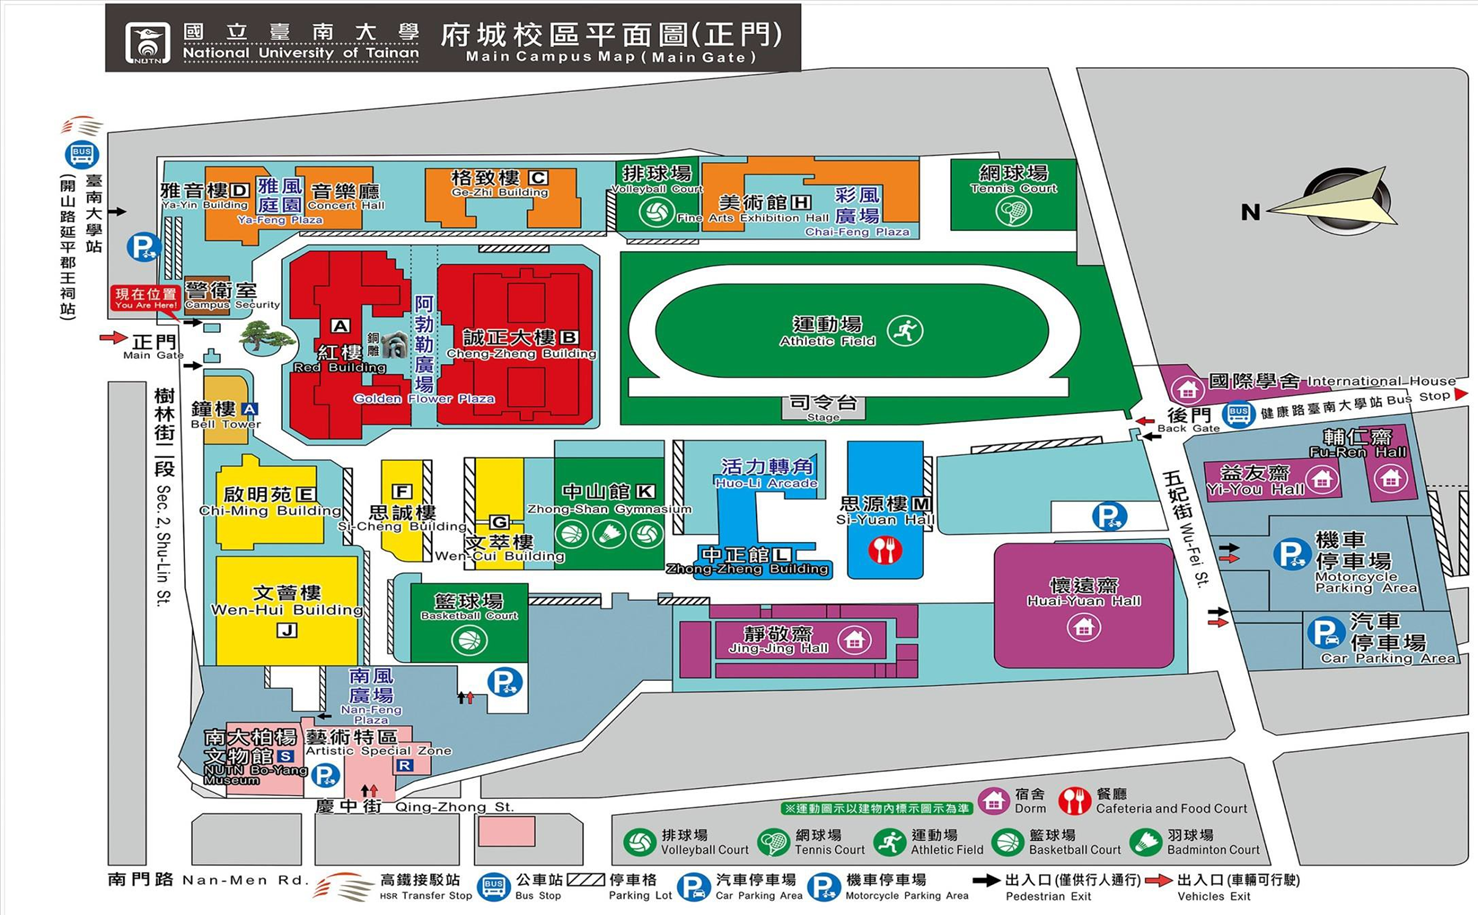 國立臺南大學
National University of Tainan
NUTN
府城校區平面圖(正門)
Main Campus Map (Main Gate)
BUS
臺南大學站
(開山路延平郡王祠站)
P
雅音樓 D
Ya-Yin Building
雅風
庭園
Ya-Feng Plaza
音樂廳
Concert Hall
格致樓 C
Ge-Zhi Building
排球場
Volleyball Court
美術館 H
Fine Arts Exhibition Hall
彩風
廣場
Chai-Feng Plaza
網球場
Tennis Court
N
現在位置
You Are Here!
警衛室
Campus Security
正門
Main Gate
A
紅樓
Red Building
銅雕
阿勃勒廣場
Golden Flower Plaza
誠正大樓 B
Cheng-Zheng Building
運動場
Athletic Field
司令台
Stage
國際學舍 International House
後門
Back Gate
BUS
健康路臺南大學站 Bus Stop
樹林街二段 Sec. 2, Shu-Lin St.
鐘樓 A
Bell Tower
啟明苑 E
Chi-Ming Building
F
思誠樓
Si-Cheng Building
G
文萃樓
Wen-Cui Building
中山館 K
Zhong-Shan Gymnasium
活力轉角
Huo-Li Arcade
中正館 L
Zhong-Zheng Building
思源樓 M
Si-Yuan Hall
P
五妃街 Wu-Fei St.
輔仁齋
Fu-Ren Hall
益友齋
Yi-You Hall
P
機車
停車場
Motorcycle
Parking Area
P
汽車
停車場
Car Parking Area
文薈樓
Wen-Hui Building
J
籃球場
Basketball Court
靜敬齋
Jing-Jing Hall
懷遠齋
Huai-Yuan Hall
南風
廣場
Nan-Feng
Plaza
P
南大柏楊
文物館 S
NUTN Bo-Yang
Museum
藝術特區
Artistic Special Zone
R
P
慶中街 Qing-Zhong St.
南門路 Nan-Men Rd.
※運動圖示以建物內標示圖示為準
宿舍
Dorm
餐廳
Cafeteria and Food Court
排球場
Volleyball Court
網球場
Tennis Court
運動場
Athletic Field
籃球場
Basketball Court
羽球場
Badminton Court
高鐵接駁站
HSR Transfer Stop
BUS
公車站
Bus Stop
停車格
Parking Lot
P
汽車停車場
Car Parking Area
P
機車停車場
Motorcycle Parking Area
出入口(僅供行人通行)
Pedestrian Exit
出入口(車輛可行駛)
Vehicles Exit